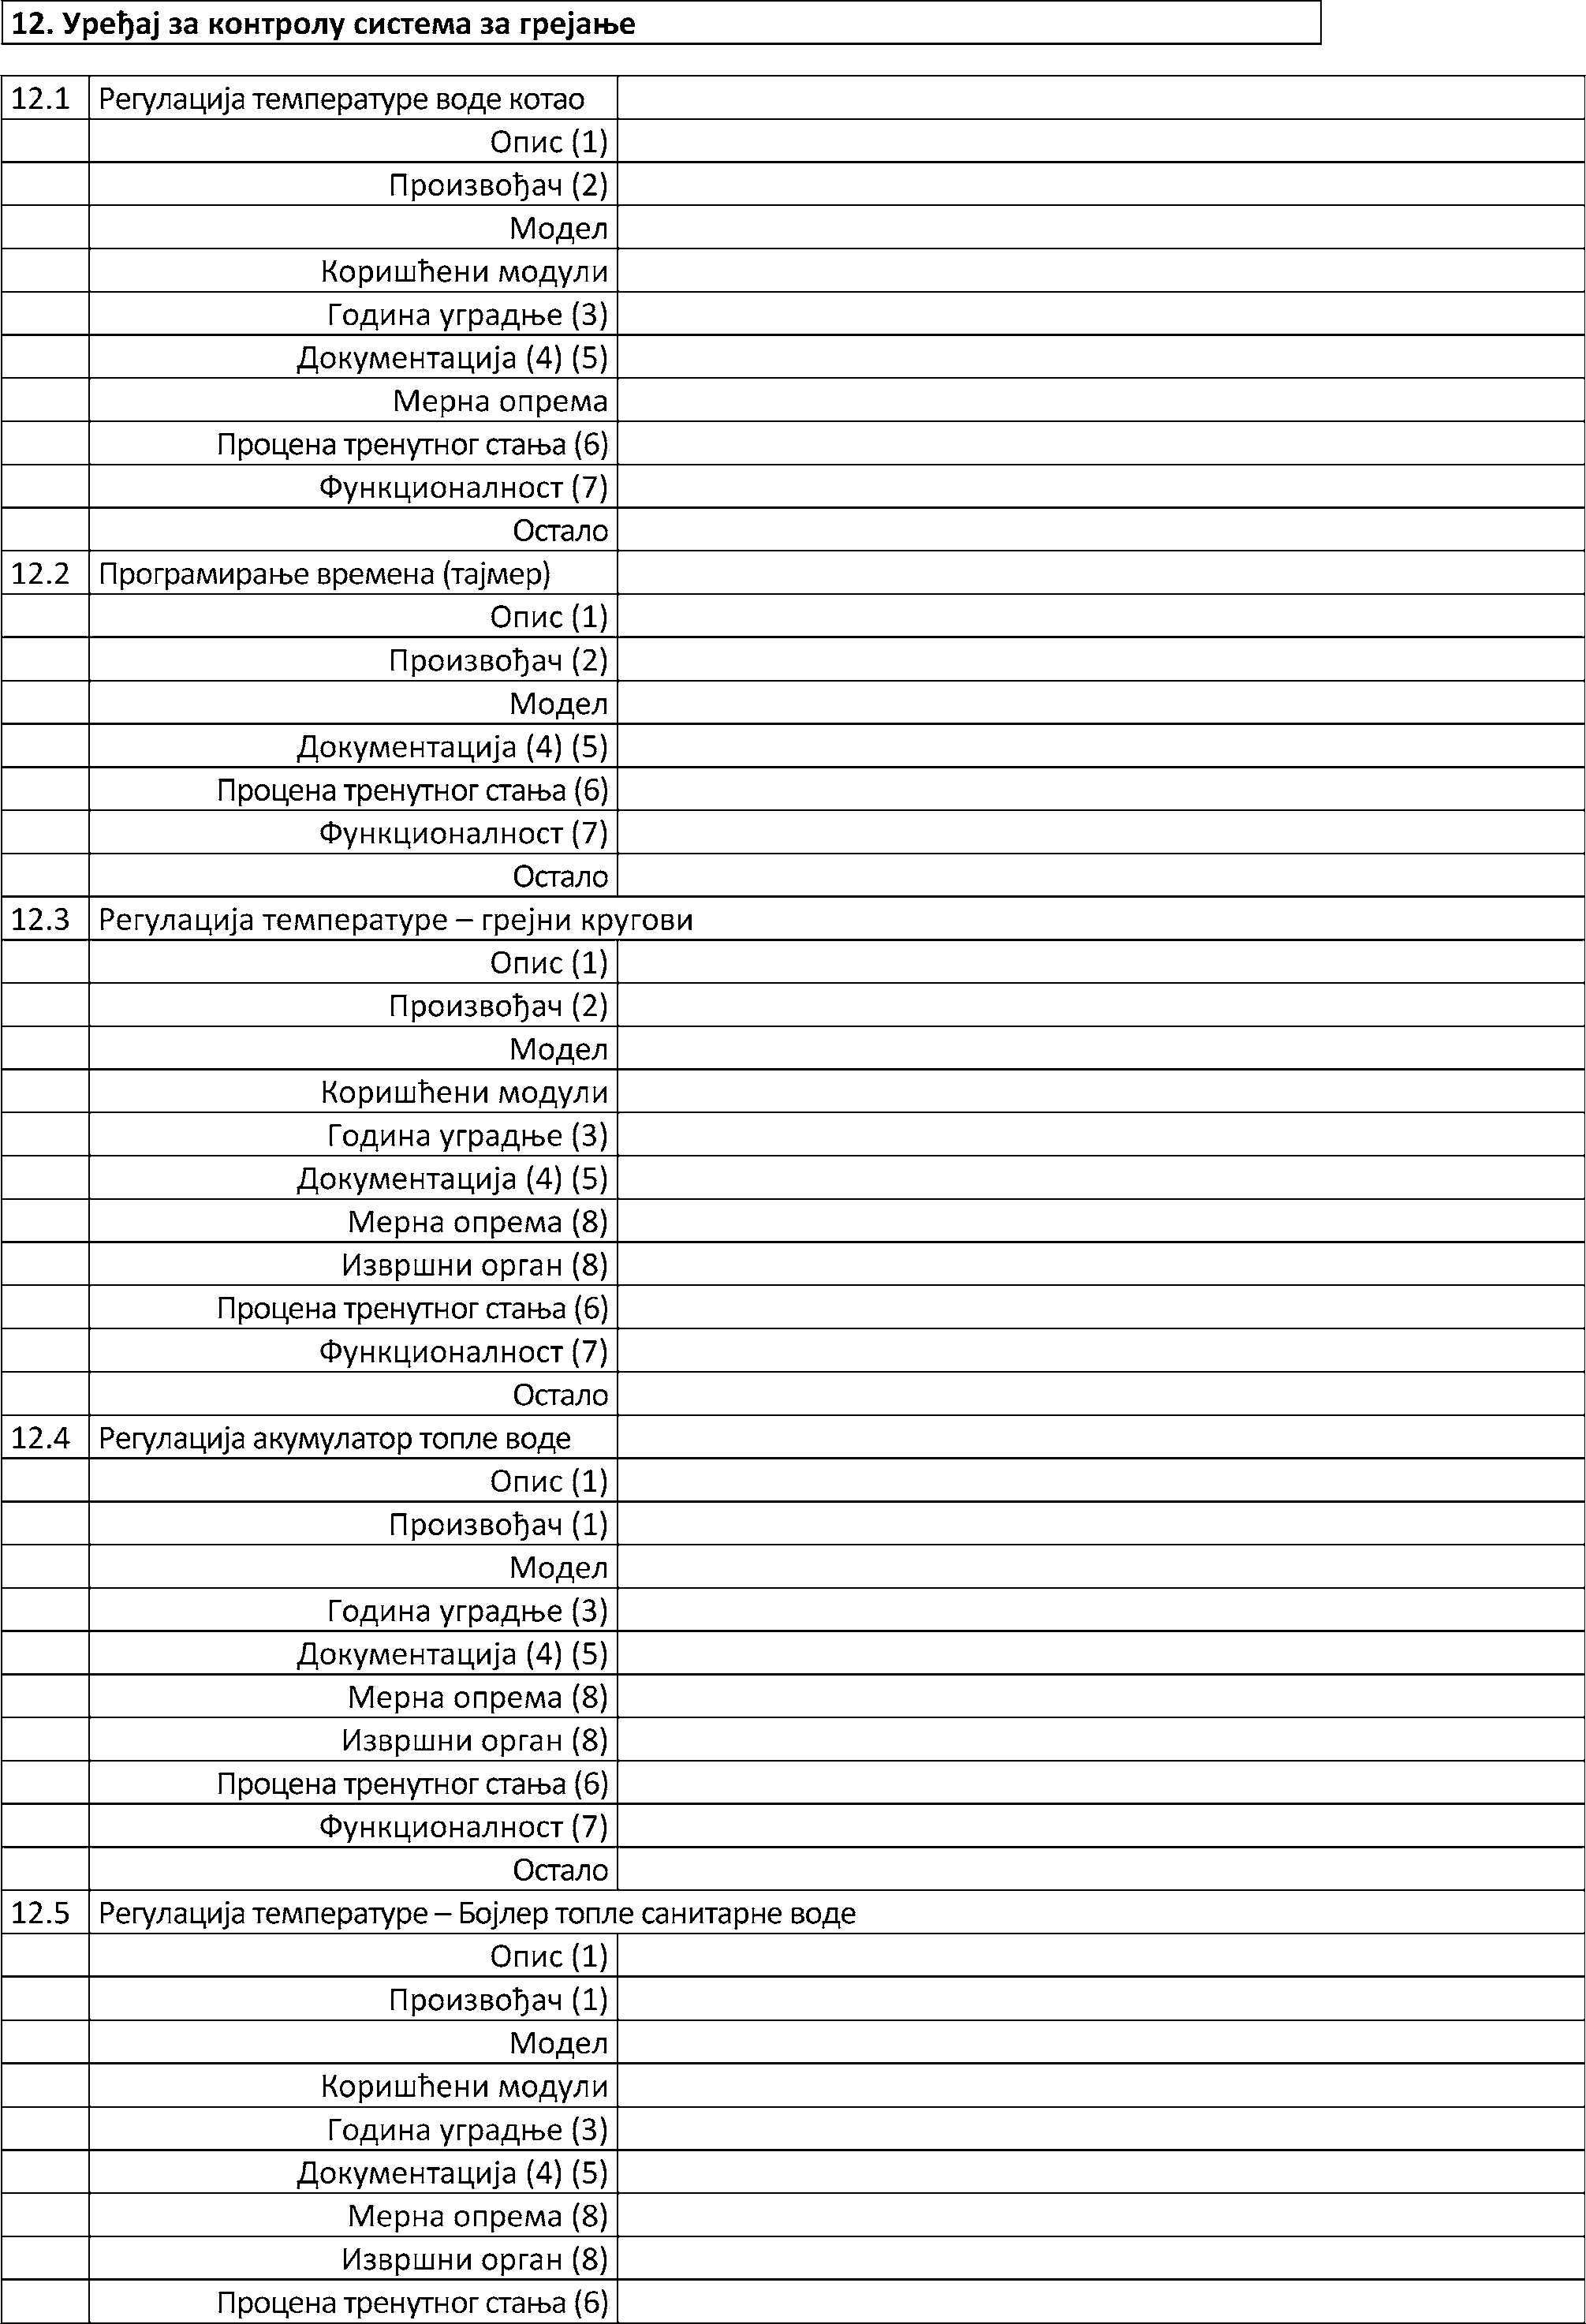 12. Уређај за контролу система за грејање
12.1 Регулација температуре воде котао
Опис (1)
Произвођач (2)
Модел
Коришћени модули
Година уградње (3)
Документација (4) (5)
Мерна опрема
Процена тренутног стања (6)
Функционалност (7)
Остало
12.2 Програмирање времена (тајмер)
Опис (1)
Произвођач (2)
Модел
Документација (4) (5)
Процена тренутног стања (6)
Функционалност (7)
Остало
12.3 Регулација температуре – грејни кругови
Опис (1)
Произвођач (2)
Модел
Коришћени модули
Година уградње (3)
Документација (4) (5)
Мерна опрема (8)
Извршни орган (8)
Процена тренутног стања (6)
Функционалност (7)
Остало
12.4 Регулација акумулатор топле воде
Опис (1)
Произвођач (1)
Модел
Година уградње (3)
Документација (4) (5)
Мерна опрема (8)
Извршни орган (8)
Процена тренутног стања (6)
Функционалност (7)
Остало
12.5 Регулација температуре – Бојлер топле санитарне воде
Опис (1)
Произвођач (1)
Модел
Коришћени модули
Година уградње (3)
Документација (4) (5)
Мерна опрема (8)
Извршни орган (8)
Процена тренутног стања (6)